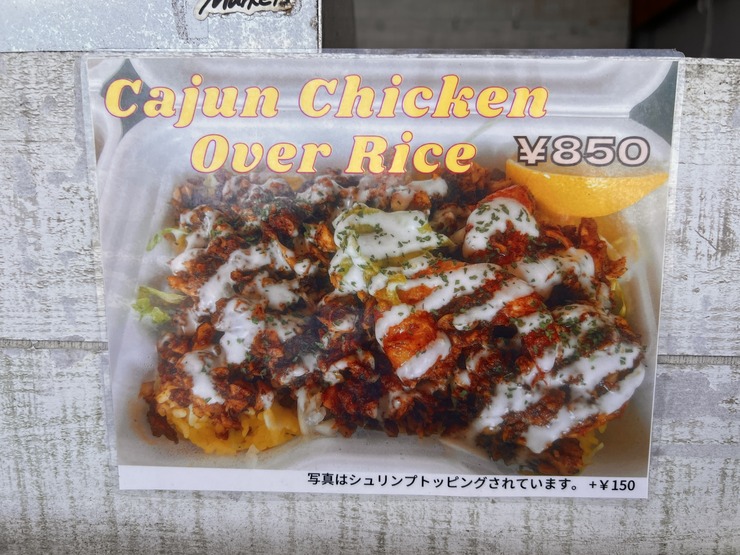 Markets
Cajun Chicken
Over Rice
¥850
写真はシュリンプトッピングされています。 +¥150